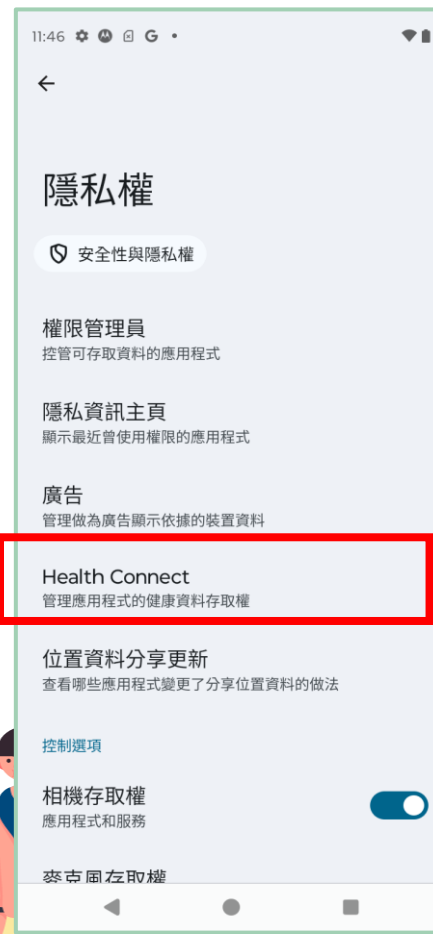 11:46 G
隱私權
安全性與隱私權
權限管理員
控管可存取資料的應用程式
隱私資訊主頁
顯示最近曾使用權限的應用程式
廣告
管理做為廣告顯示依據的裝置資料
Health Connect
管理應用程式的健康資料存取權
位置資料分享更新
查看哪些應用程式變更了分享位置資料的做法
控制選項
相機存取權
應用程式和服務
麥克風存取權